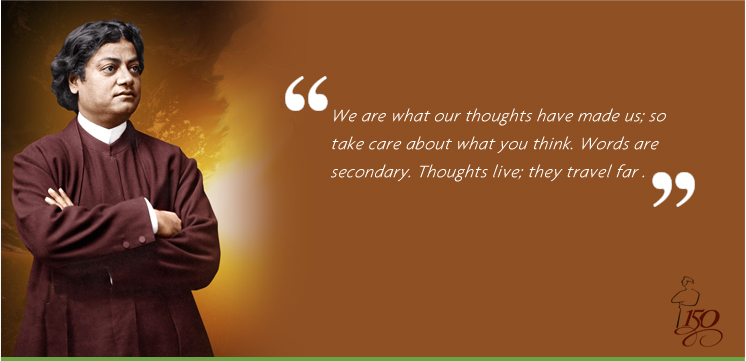 “
We are what our thoughts have made us; so
take care about what you think. Words are
secondary. Thoughts live; they travel far .
”
150